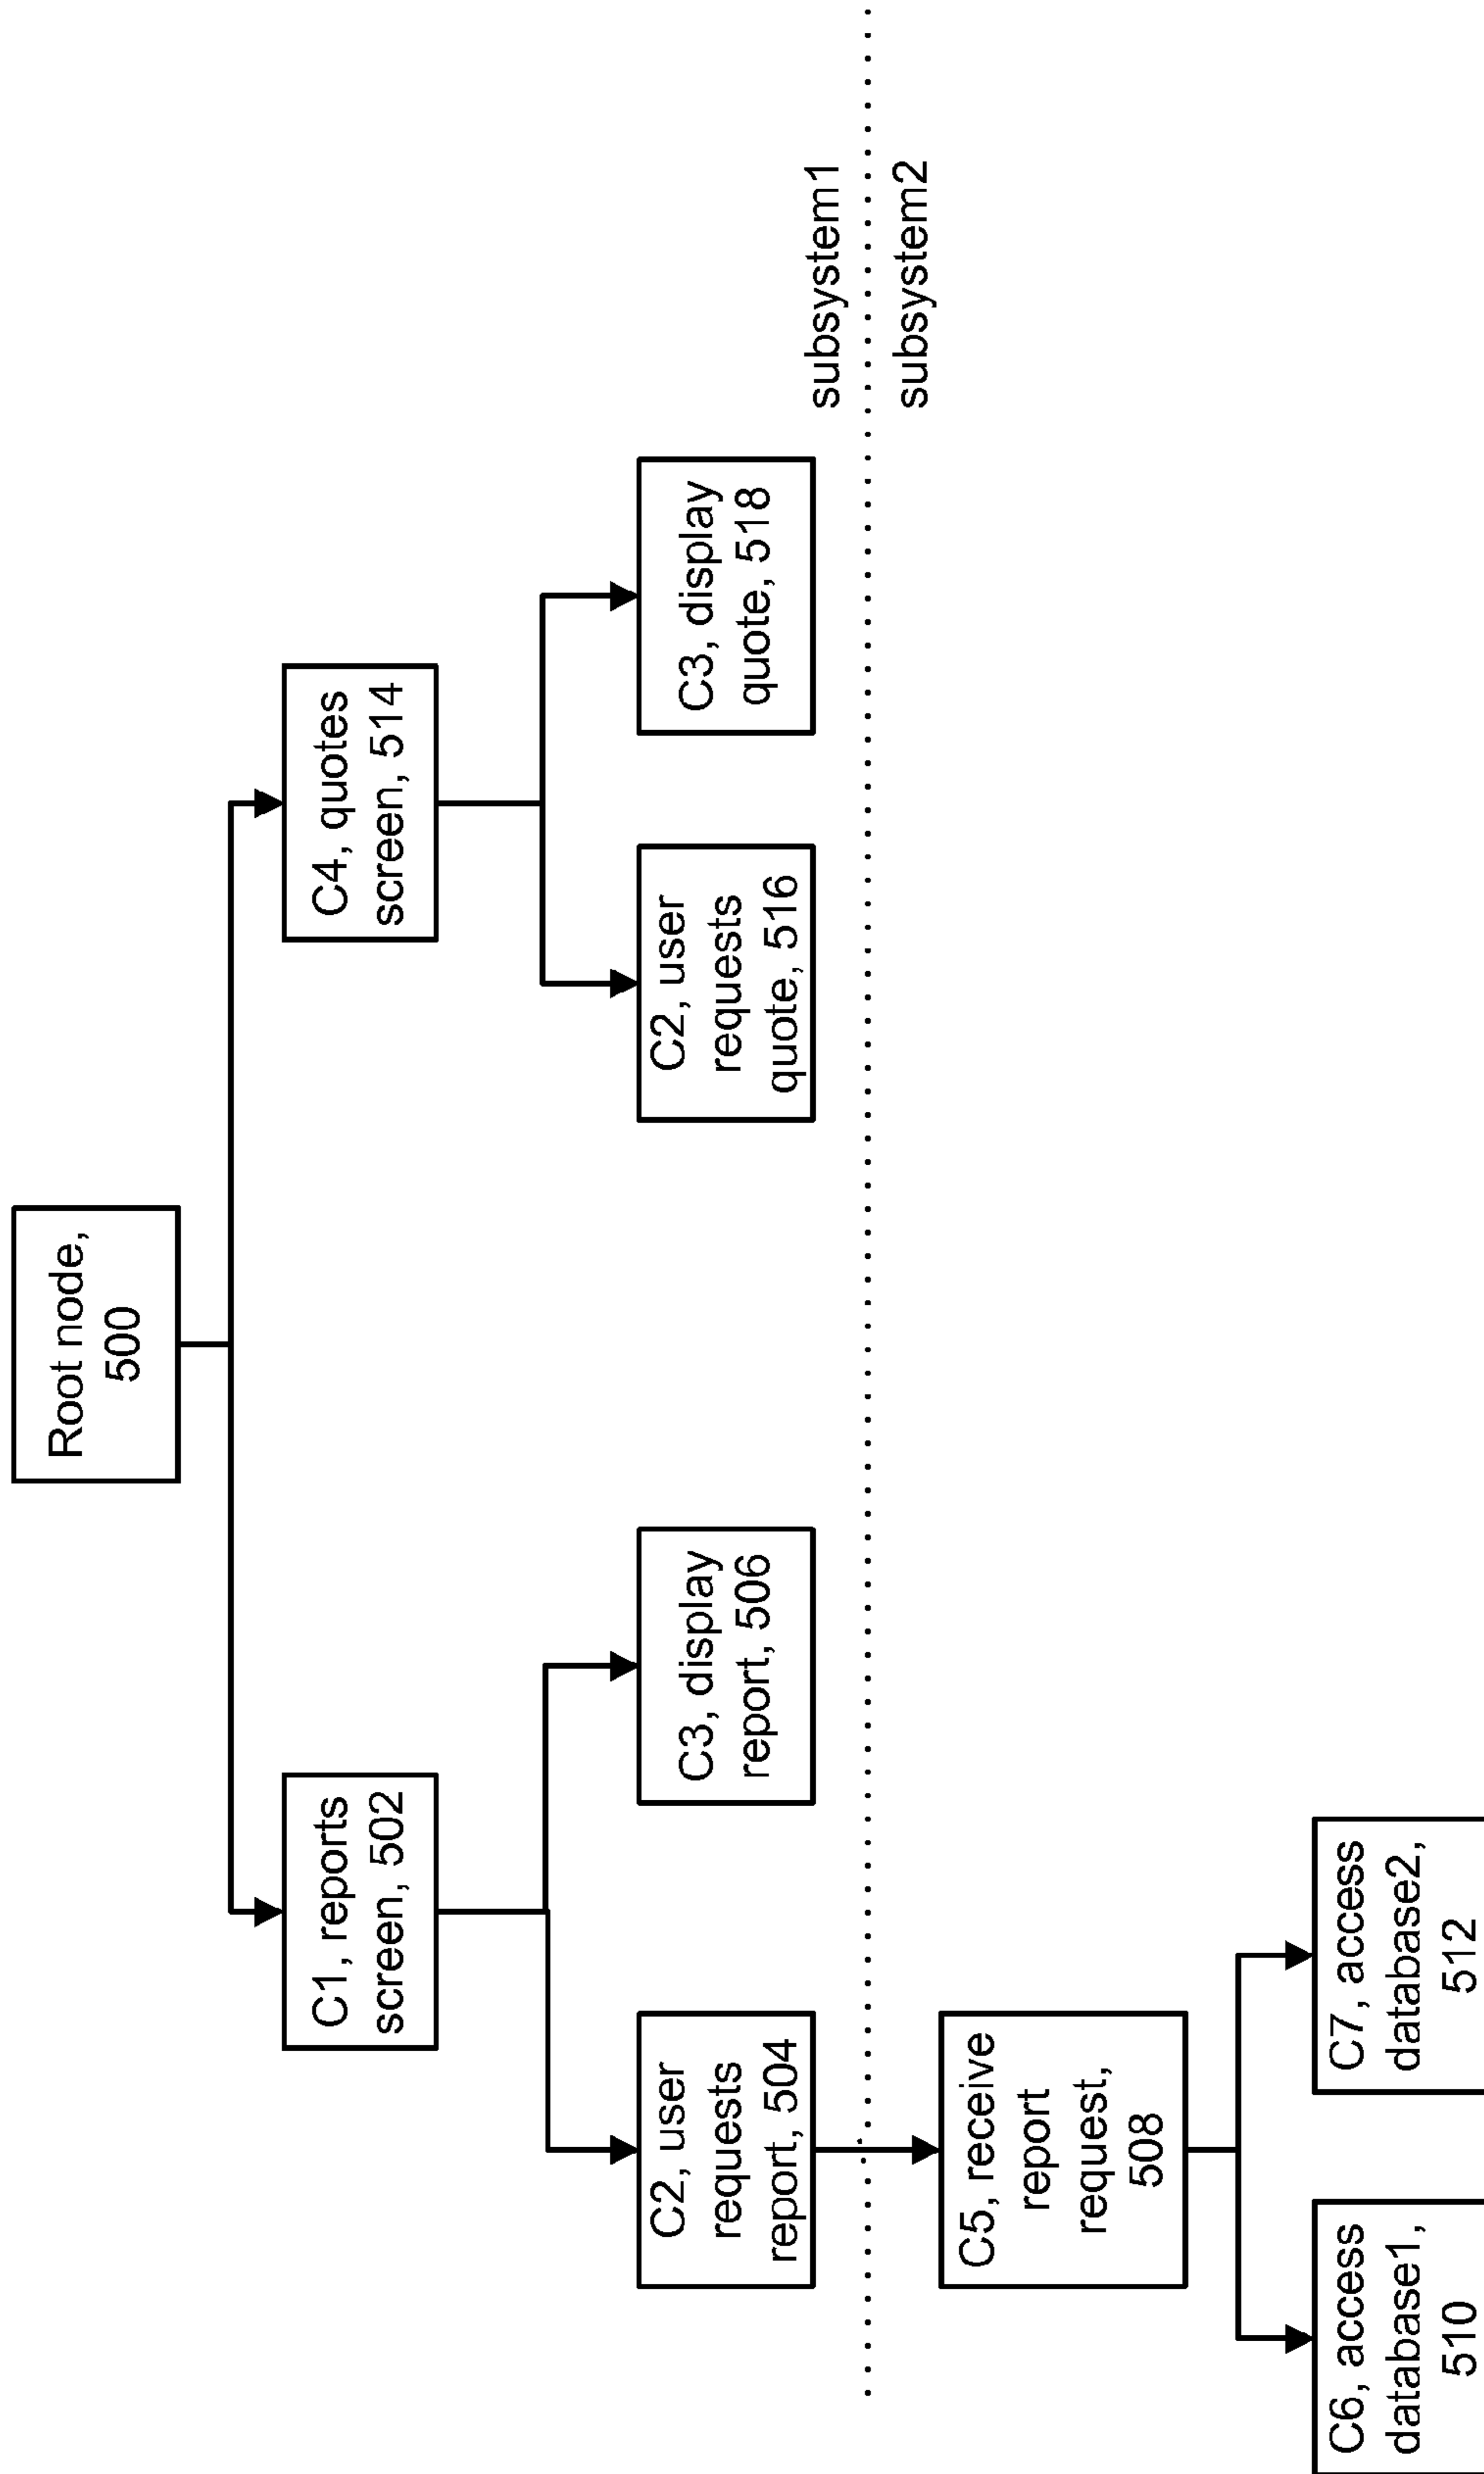 Root node,
500
C1, reports
screen, 502
C4, quotes
screen, 514
C2, user
requests
report, 504
C3, display
report, 506
C2, user
requests
quote, 516
C3, display
quote, 518
subsystem1
subsystem2
C5, receive
report
request,
508
C6, access
database1,
510
C7, access
database2,
512